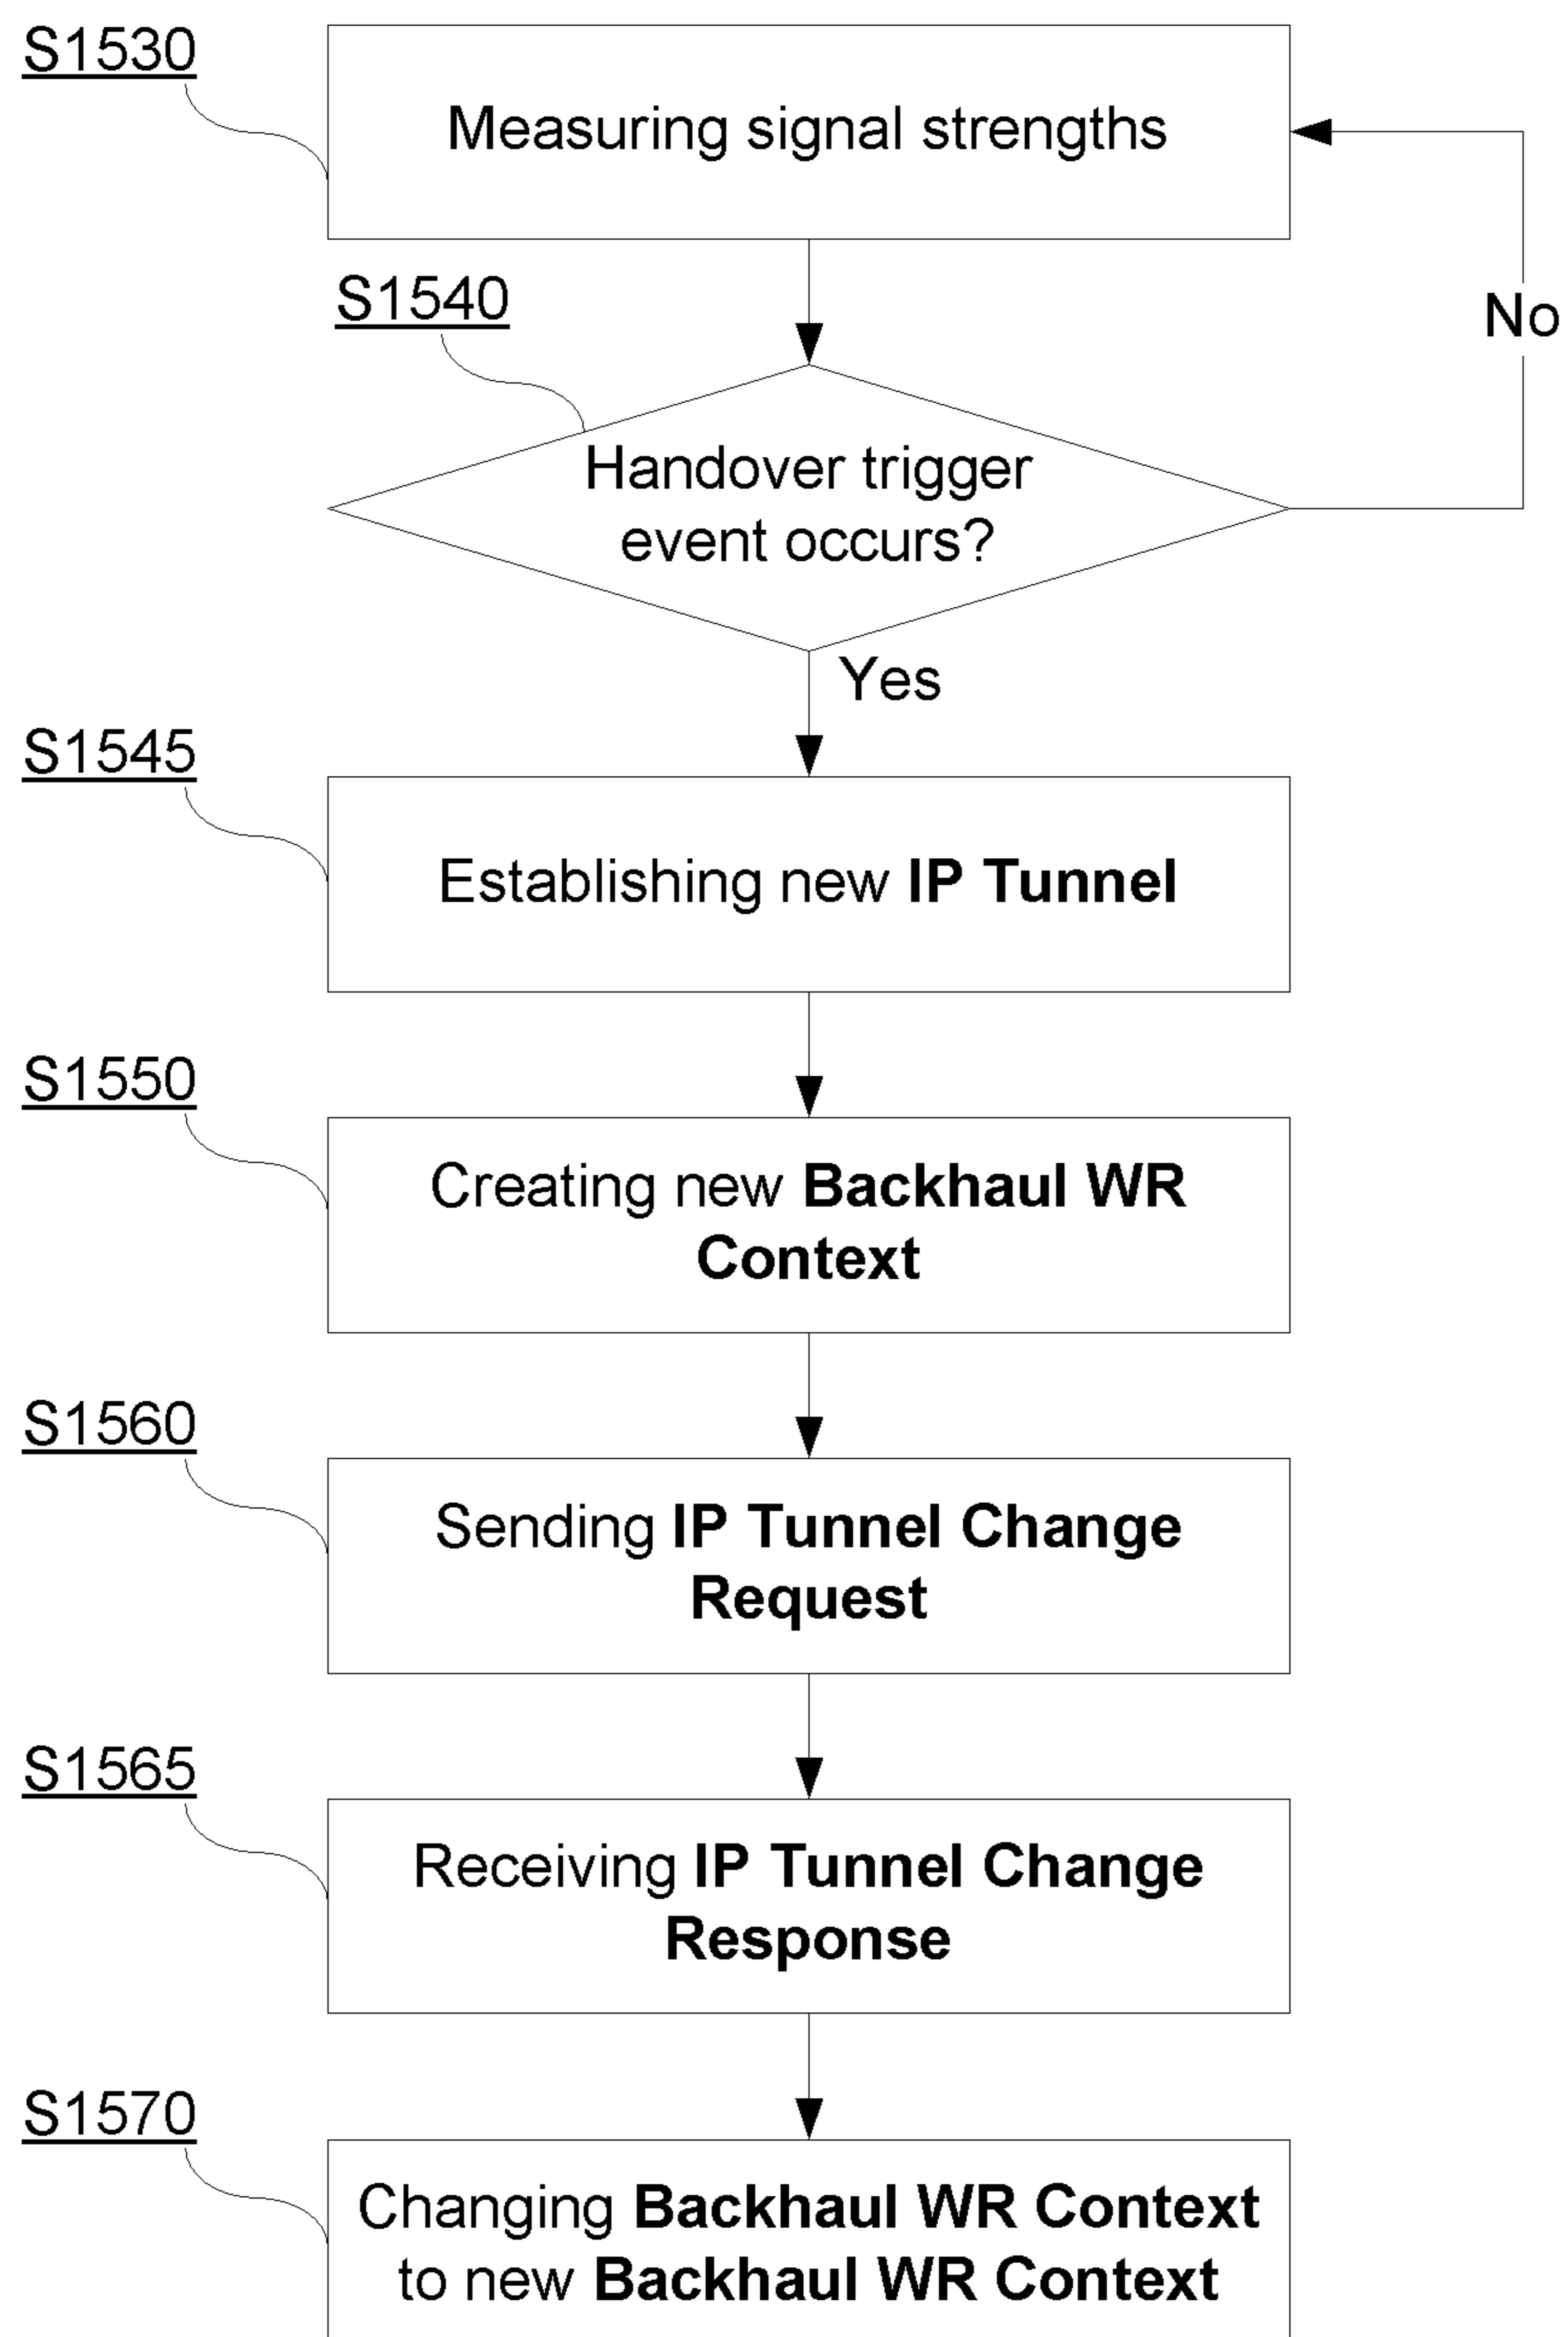 S1530
Measuring signal strengths
S1540
No
Handover trigger
event occurs?
Yes
S1545
Establishing new IP Tunnel
S1550
Creating new Backhaul WR
Context
S1560
Sending IP Tunnel Change
Request
S1565
Receiving IP Tunnel Change
Response
S1570
Changing Backhaul WR Context
to new Backhaul WR Context